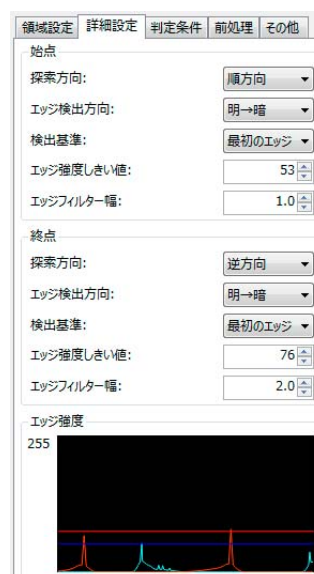 領域設定 詳細設定 判定条件 前処理 その他
始点
探索方向: 順方向
エッジ検出方向: 明→暗
検出基準: 最初のエッジ
エッジ強度しきい値: 53
エッジフィルター幅: 1.0
終点
探索方向: 逆方向
エッジ検出方向: 明→暗
検出基準: 最初のエッジ
エッジ強度しきい値: 76
エッジフィルター幅: 2.0
エッジ強度
255